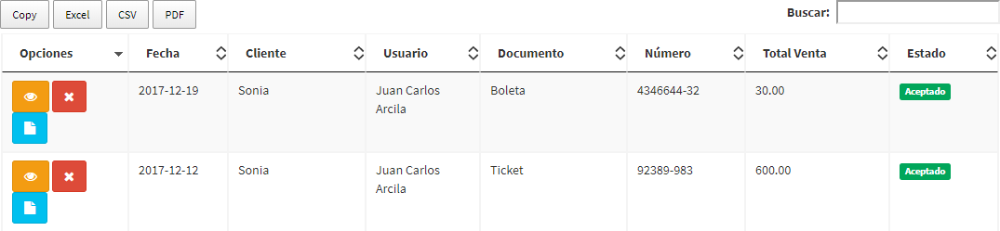 Copy Excel CSV PDF Buscar:
Opciones Fecha Cliente Usuario Documento Número Total Venta Estado
2017-12-19 Sonia Juan Carlos Boleta 4346644-32 30.00 Aceptado
Arcila
2017-12-12 Sonia Juan Carlos Ticket 92389-983 600.00 Aceptado
Arcila